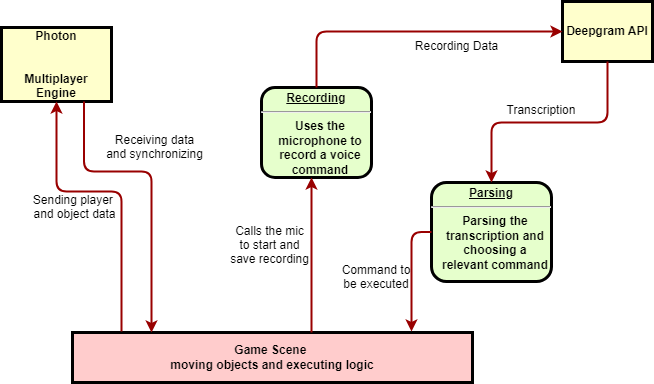 Photon
Multiplayer
Engine
Deepgram API
Recording Data
Recording
Uses the
microphone to
record a voice
command
Transcription
Receiving data
and synchronizing
Sending player
and object data
Parsing
Parsing the
transcription and
choosing a
relevant command
Calls the mic
to start and
save recording
Command to
be executed
Game Scene
moving objects and executing logic